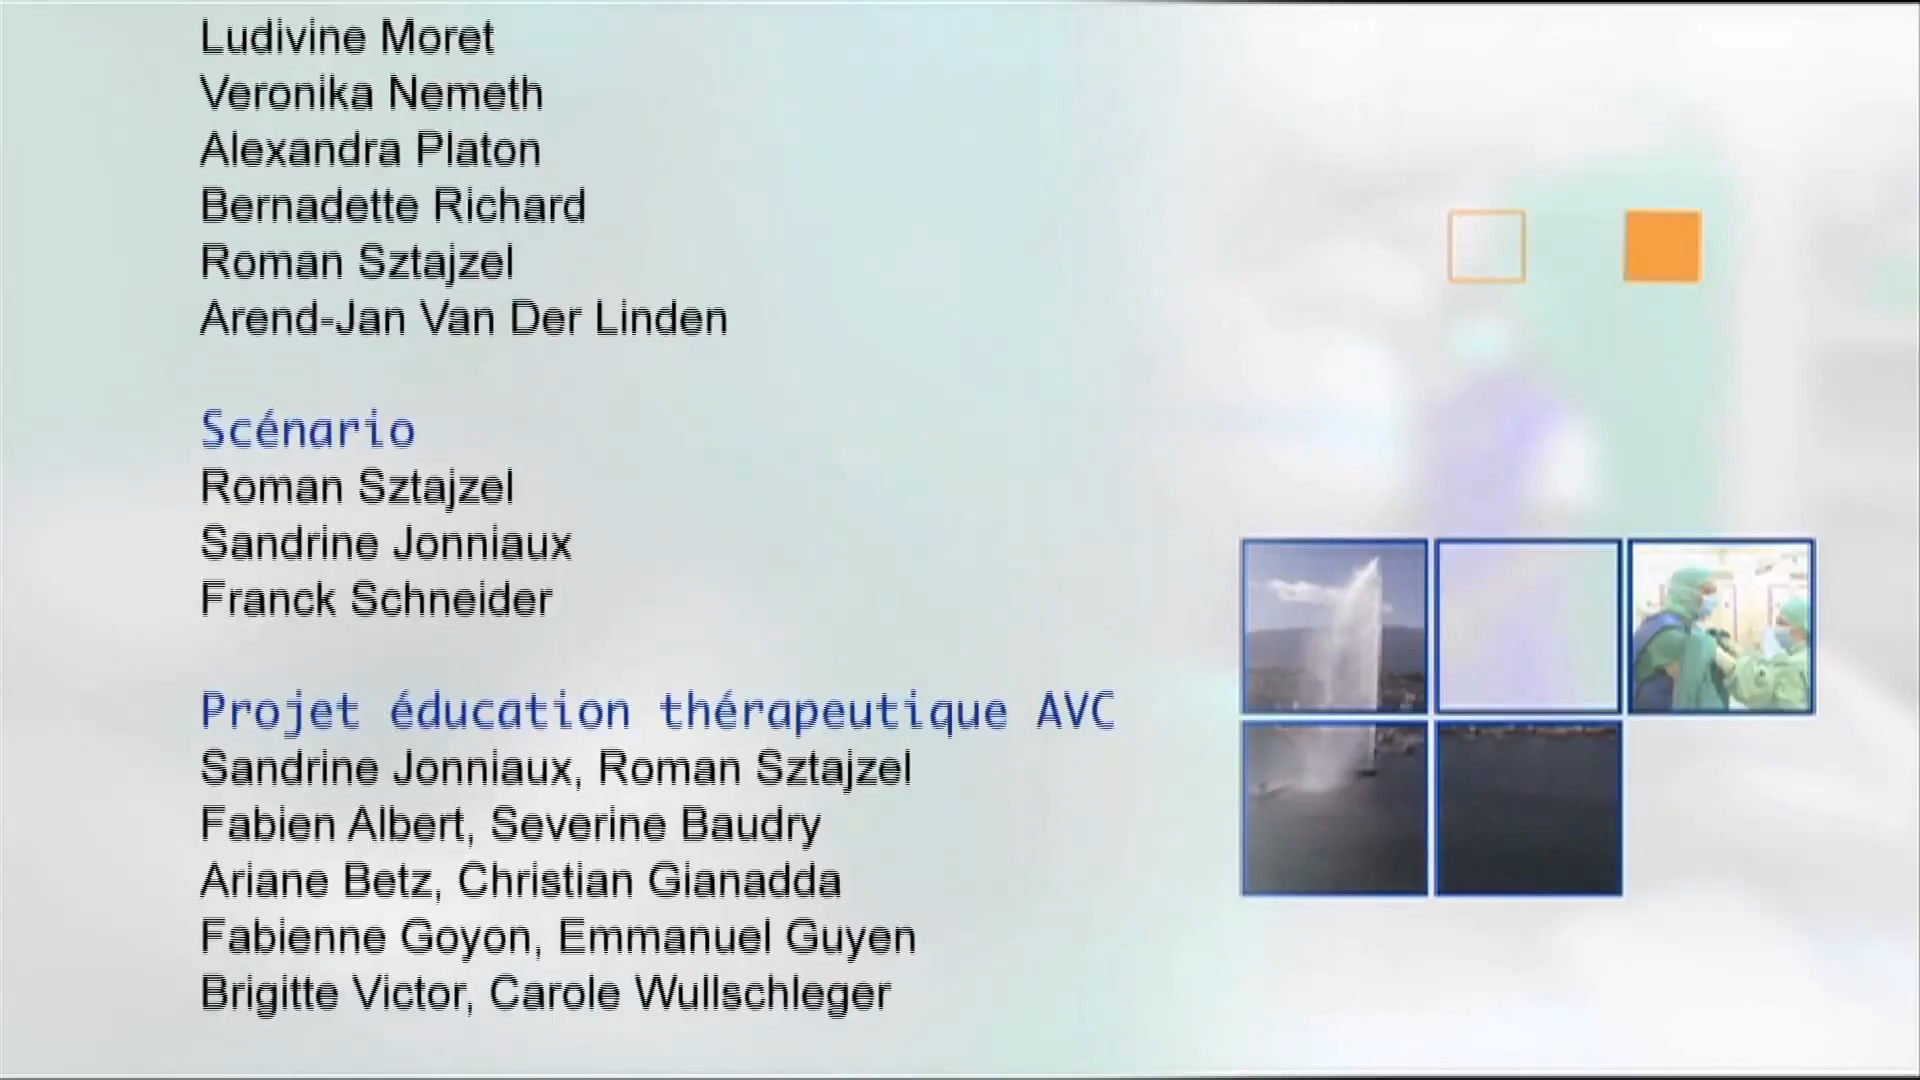 Ludivine Moret
Veronika Nemeth
Alexandra Platon
Bernadette Richard
Roman Sztajzel
Arend-Jan Van Der Linden
Scénario
Roman Sztajzel
Sandrine Jonniaux
Franck Schneider
Projet éducation thérapeutique AVC
Sandrine Jonniaux, Roman Sztajzel
Fabien Albert, Severine Baudry
Ariane Betz, Christian Gianadda
Fabienne Goyon, Emmanuel Guyen
Brigitte Victor, Carole Wullschleger